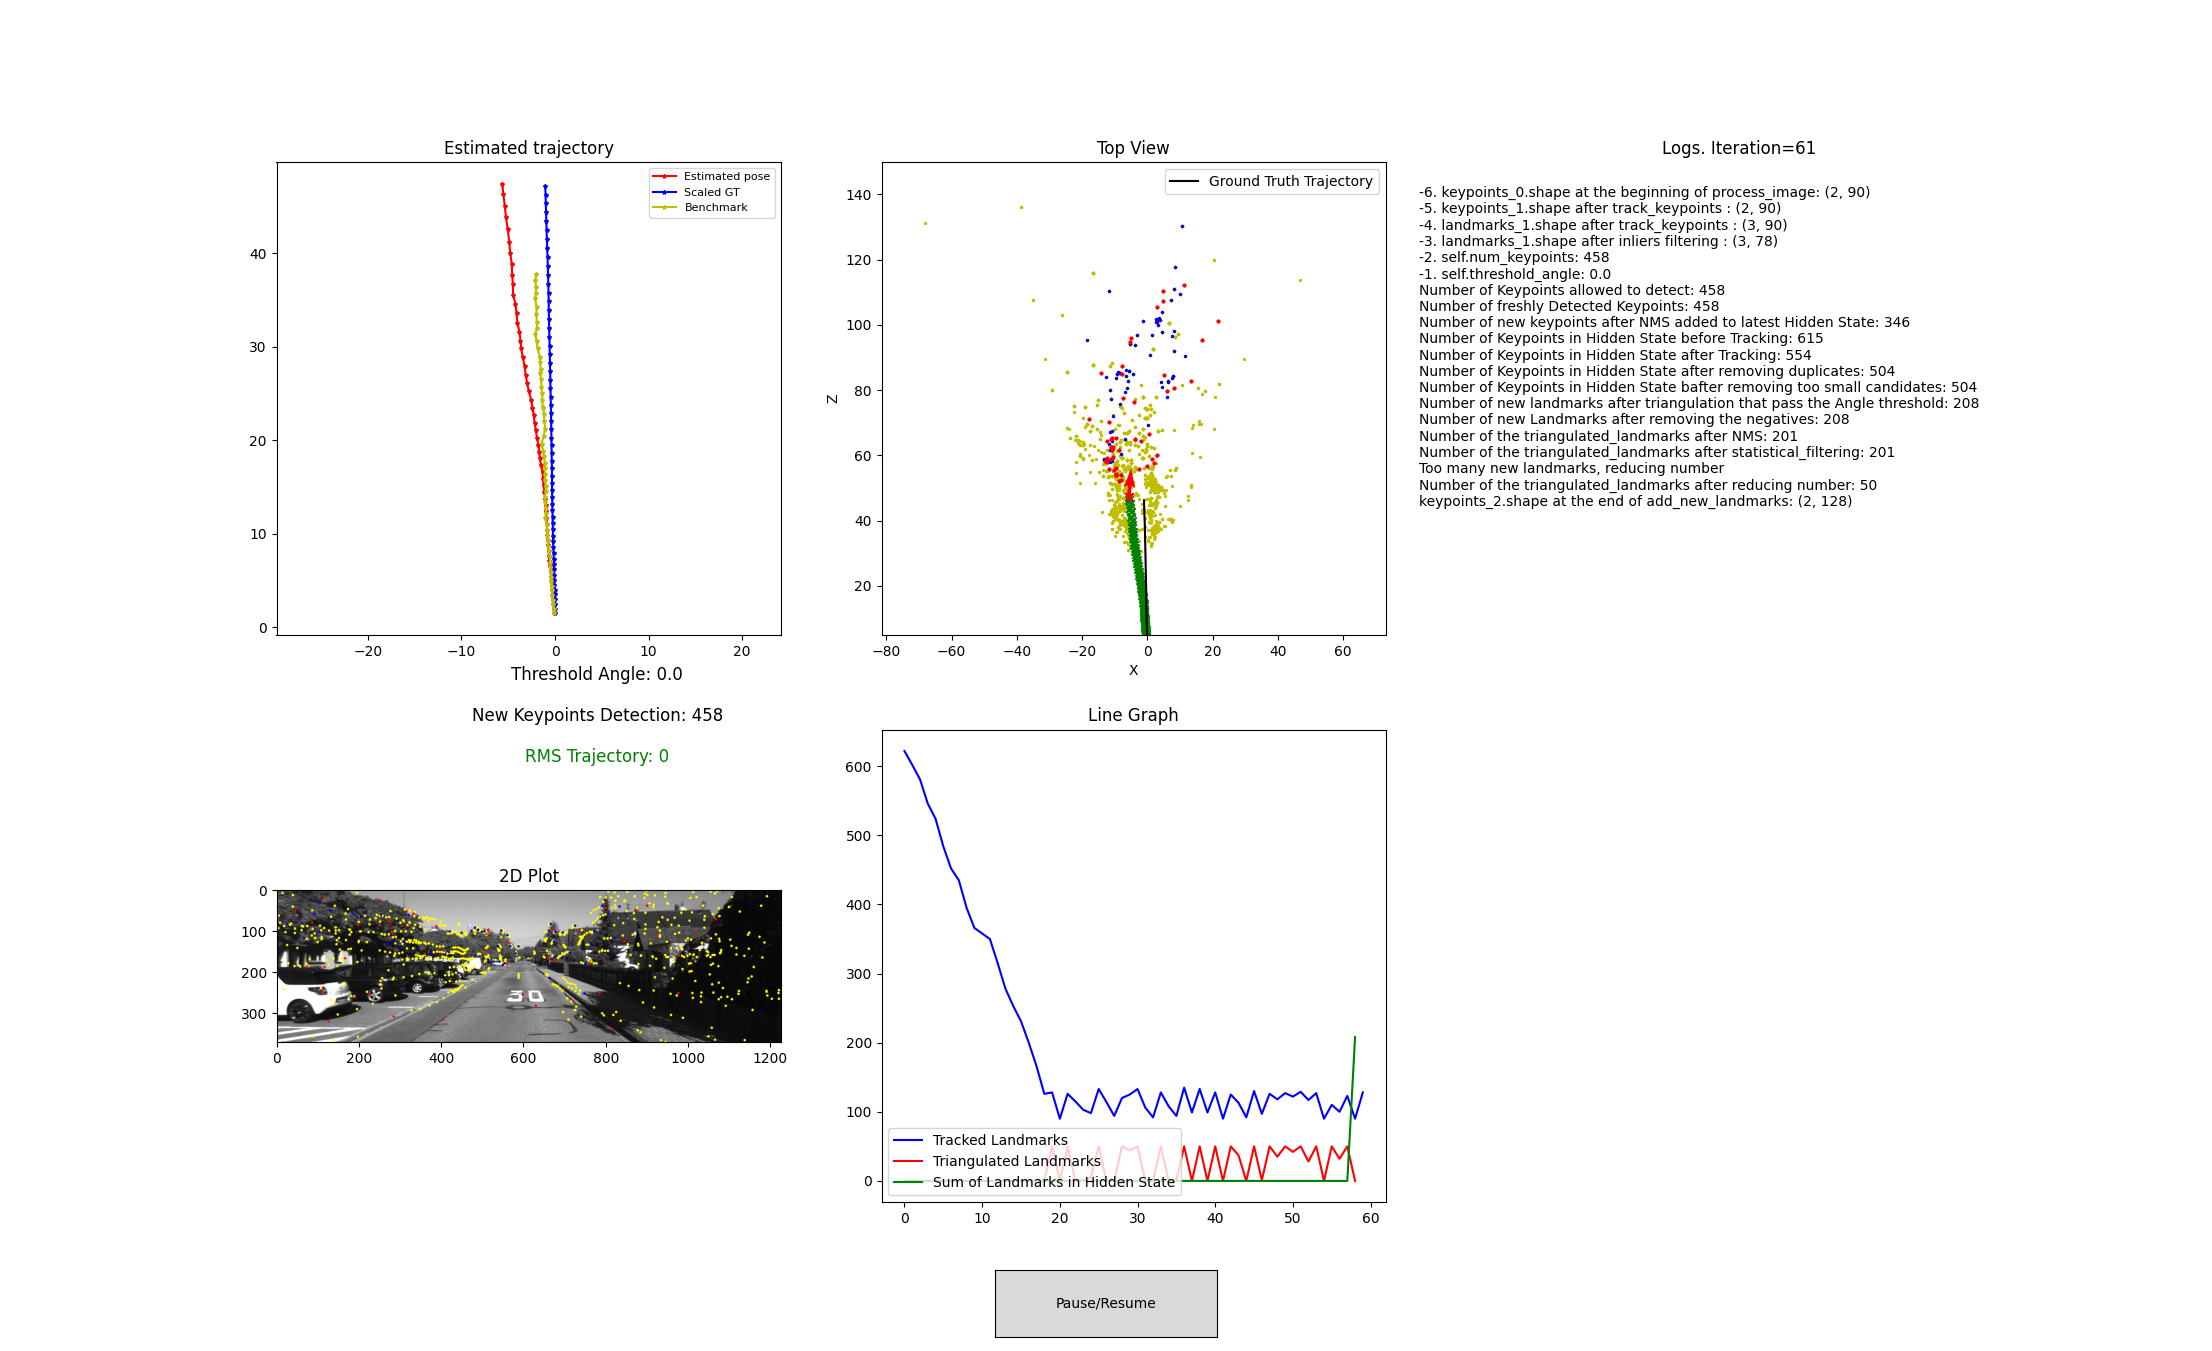 Estimated trajectory
Estimated pose
Scaled GT
Benchmark
40
30
20
10
0
−20 −10 0 10 20
Threshold Angle: 0.0
New Keypoints Detection: 458
RMS Trajectory: 0
Top View
Ground Truth Trajectory
Z
140
120
100
80
60
40
20
−80 −60 −40 −20 0 20 40 60
X
Logs. Iteration=61
-6. keypoints_0.shape at the beginning of process_image: (2, 90)
-5. keypoints_1.shape after track_keypoints : (2, 90)
-4. landmarks_1.shape after track_keypoints : (3, 90)
-3. landmarks_1.shape after inliers filtering : (3, 78)
-2. self.num_keypoints: 458
-1. self.threshold_angle: 0.0
Number of Keypoints allowed to detect: 458
Number of freshly Detected Keypoints: 458
Number of new keypoints after NMS added to latest Hidden State: 346
Number of Keypoints in Hidden State before Tracking: 615
Number of Keypoints in Hidden State after Tracking: 554
Number of Keypoints in Hidden State after removing duplicates: 504
Number of Keypoints in Hidden State bafter removing too small candidates: 504
Number of new landmarks after triangulation that pass the Angle threshold: 208
Number of new Landmarks after removing the negatives: 208
Number of the triangulated_landmarks after NMS: 201
Number of the triangulated_landmarks after statistical_filtering: 201
Too many new landmarks, reducing number
Number of the triangulated_landmarks after reducing number: 50
keypoints_2.shape at the end of add_new_landmarks: (2, 128)
2D Plot
0
100
200
300
30
0 200 400 600 800 1000 1200
Line Graph
600
500
400
300
200
100
0
Tracked Landmarks
Triangulated Landmarks
Sum of Landmarks in Hidden State
0 10 20 30 40 50 60
Pause/Resume